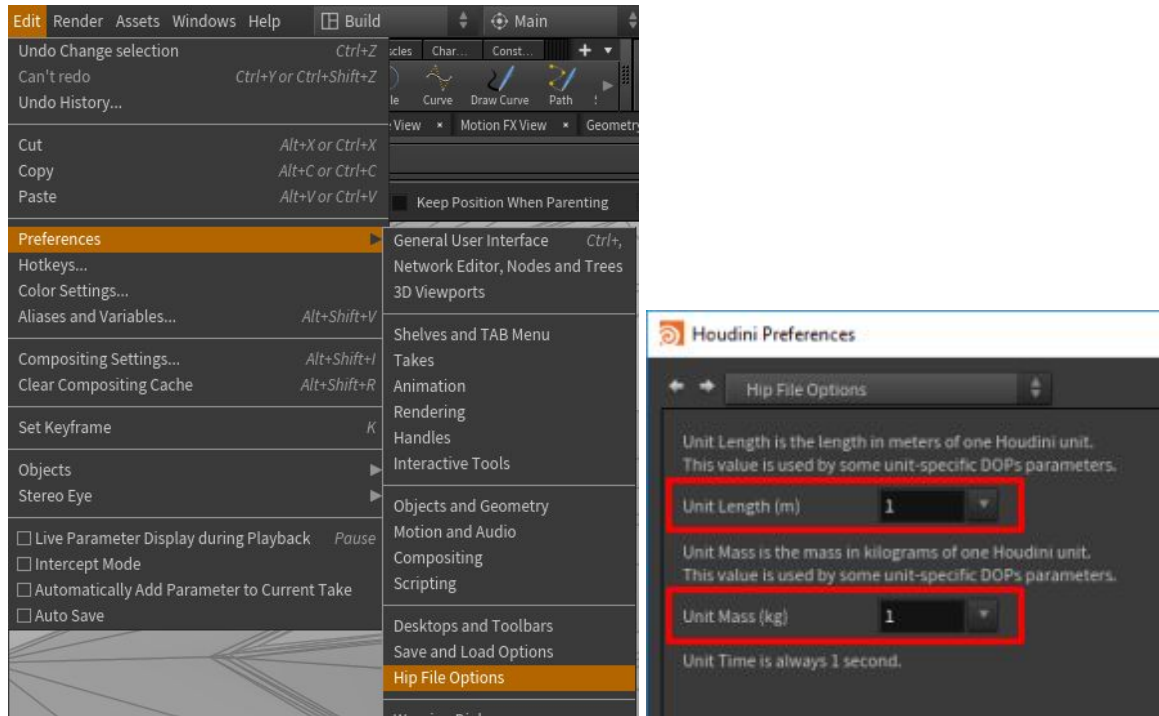 Edit Render Assets Windows Help Build Main
Undo Change selection Ctrl+Z
Can't redo Ctrl+Y or Ctrl+Shift+Z
Undo History...
Cut Alt+X or Ctrl+X
Copy Alt+C or Ctrl+C
Paste Alt+V or Ctrl+V
Preferences
Hotkeys...
Color Settings...
Aliases and Variables... Alt+Shift+V
Compositing Settings... Alt+Shift+I
Clear Compositing Cache Alt+Shift+R
Set Keyframe K
Objects
Stereo Eye
Live Parameter Display during Playback Pause
Intercept Mode
Automatically Add Parameter to Current Take
Auto Save
scles Char... Const...
le Curve Draw Curve Path
View × Motion FX View × Geometr
Keep Position When Parenting
General User Interface Ctrl+,
Network Editor, Nodes and Trees
3D Viewports
Shelves and TAB Menu
Takes
Animation
Rendering
Handles
Interactive Tools
Objects and Geometry
Motion and Audio
Compositing
Scripting
Desktops and Toolbars
Save and Load Options
Hip File Options
Houdini Preferences
Hip File Options
Unit Length is the length in meters of one Houdini unit.
This value is used by some unit-specific DOPs parameters.
Unit Length (m) 1
Unit Mass is the mass in kilograms of one Houdini unit.
This value is used by some unit-specific DOPs parameters.
Unit Mass (kg) 1
Unit Time is always 1 second.